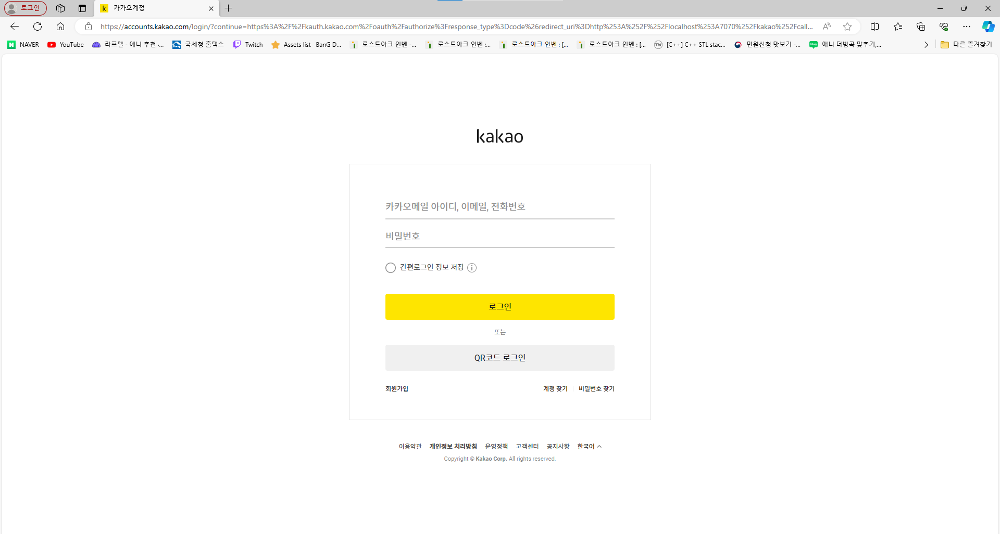 로그인
카카오계정
https://accounts.kakao.com/login/?continue=https%3A%2F%2Fkauth.kakao.com%2Foauth%2Fauthorize%3Fresponse_type%3Dcode%26redirect_uri%3Dhttp%253A%252F%252Flocalhost%253A7070%252Fkakao%252Fcall...
NAVER YouTube 라프텔 - 애니 추천 ·... 국세청 홈택스 Twitch Assets list BanG D... 로스트아크 인벤 -... 로스트아크 인벤 :... 로스트아크 인벤 : [... 로스트아크 인벤 : [... [C++] C++ STL stac... 민원신청 맛보기 -... 애니 더빙곡 맞추기,... 다른 즐겨찾기
kakao
카카오메일 아이디, 이메일, 전화번호
비밀번호
간편로그인 정보 저장
로그인
또는
QR코드 로그인
회원가입 계정 찾기 비밀번호 찾기
이용약관 개인정보 처리방침 운영정책 고객센터 공지사항 한국어
Copyright © Kakao Corp. All rights reserved.